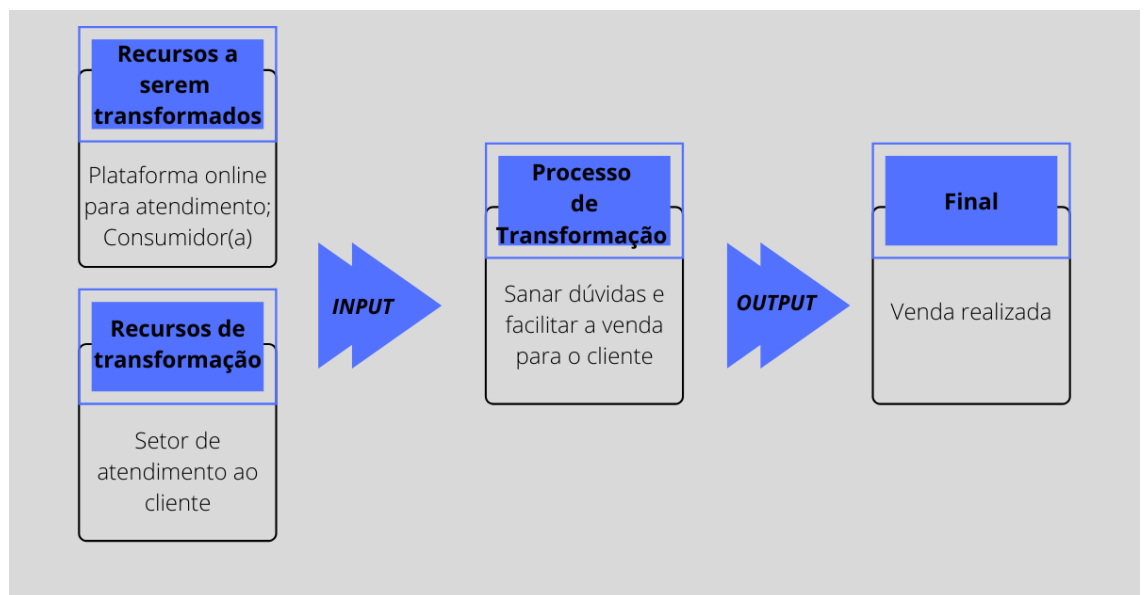 Recursos a
serem
transformados
Plataforma online
para atendimento;
Consumidor(a)
Recursos de
transformação
Setor de
atendimento ao
cliente
INPUT
Processo
de
Transformação
Sanar dúvidas e
facilitar a venda
para o cliente
OUTPUT
Final
Venda realizada